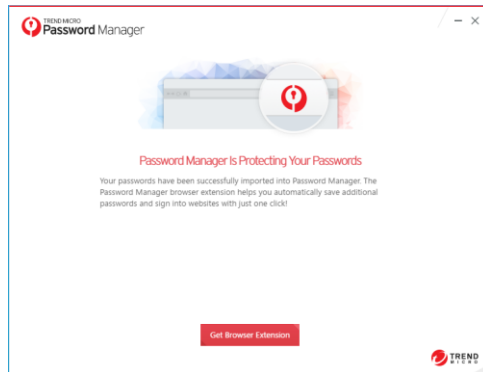 TREND MICRO
Password Manager
Password Manager Is Protecting Your Passwords
Your passwords have been successfully imported into Password Manager. The
Password Manager browser extension helps you automatically save additional
passwords and sign into websites with just one click!
Get Browser Extension
TREND
MICRO